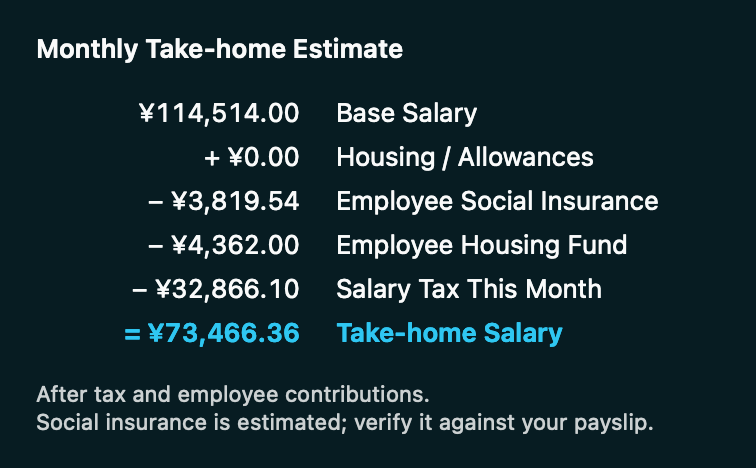 Monthly Take-home Estimate
¥114,514.00 Base Salary
+ ¥0.00 Housing / Allowances
− ¥3,819.54 Employee Social Insurance
− ¥4,362.00 Employee Housing Fund
− ¥32,866.10 Salary Tax This Month
= ¥73,466.36 Take-home Salary
After tax and employee contributions.
Social insurance is estimated; verify it against your payslip.